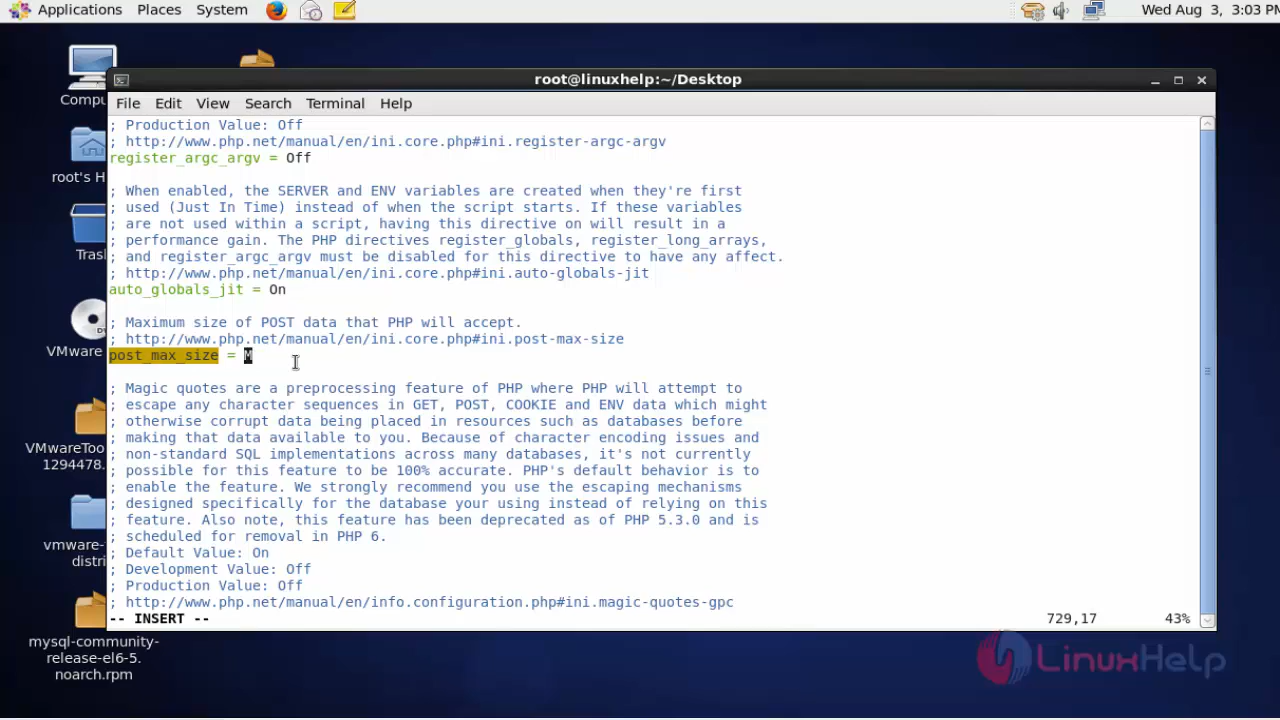 Applications Places System Wed Aug 3, 3:03 PM
root@linuxhelp:~/Desktop
File Edit View Search Terminal Help
; Production Value: Off
; http://www.php.net/manual/en/ini.core.php#ini.register-argc-argv
register_argc_argv = Off
; When enabled, the SERVER and ENV variables are created when they're first
; used (Just In Time) instead of when the script starts. If these variables
; are not used within a script, having this directive on will result in a
; performance gain. The PHP directives register_globals, register_long_arrays,
; and register_argc_argv must be disabled for this directive to have any affect.
; http://www.php.net/manual/en/ini.core.php#ini.auto-globals-jit
auto_globals_jit = On
; Maximum size of POST data that PHP will accept.
; http://www.php.net/manual/en/ini.core.php#ini.post-max-size
post_max_size = M
; Magic quotes are a preprocessing feature of PHP where PHP will attempt to
; escape any character sequences in GET, POST, COOKIE and ENV data which might
; otherwise corrupt data being placed in resources such as databases before
; making that data available to you. Because of character encoding issues and
; non-standard SQL implementations across many databases, it's not currently
; possible for this feature to be 100% accurate. PHP's default behavior is to
; enable the feature. We strongly recommend you use the escaping mechanisms
; designed specifically for the database your using instead of relying on this
; feature. Also note, this feature has been deprecated as of PHP 5.3.0 and is
; scheduled for removal in PHP 6.
; Default Value: On
; Development Value: Off
; Production Value: Off
; http://www.php.net/manual/en/info.configuration.php#ini.magic-quotes-gpc
-- INSERT -- 729,17 43%
Compu
root's H
Tras
VMware
VMwareToo
1294478.
vmware-
distri
mysql-community-
release-el6-5.
noarch.rpm
LinuxHelp